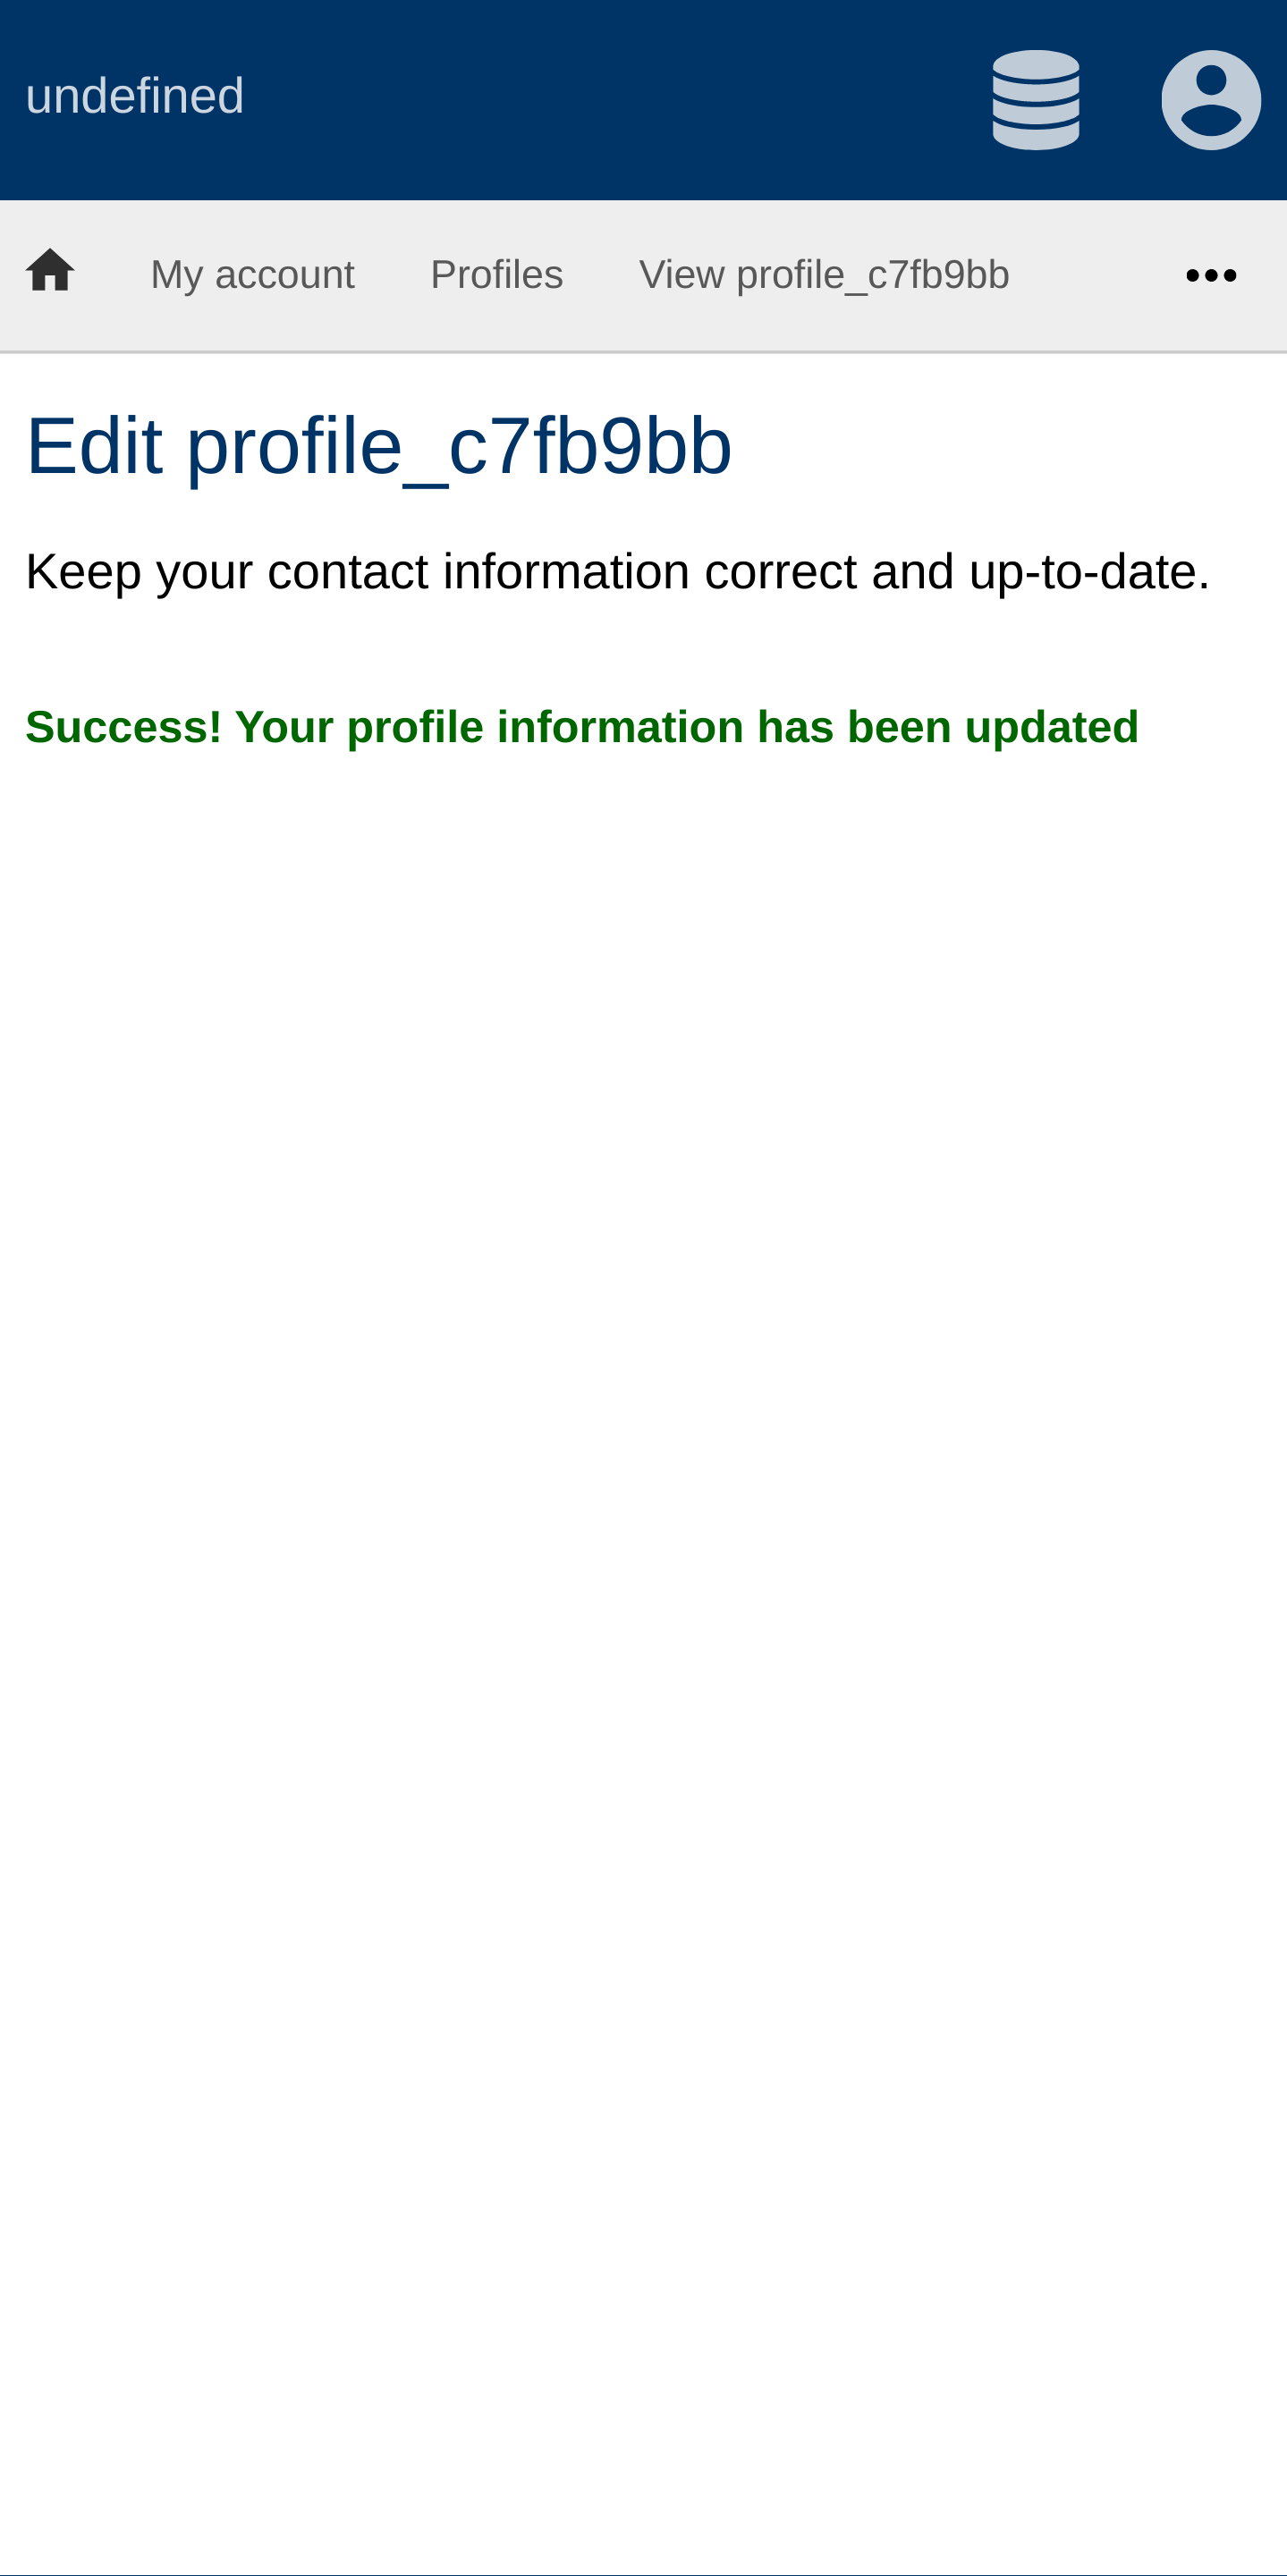 undefined
My account Profiles View profile_c7fb9bb
Edit profile_c7fb9bb
Keep your contact information correct and up-to-date.
Success! Your profile information has been updated